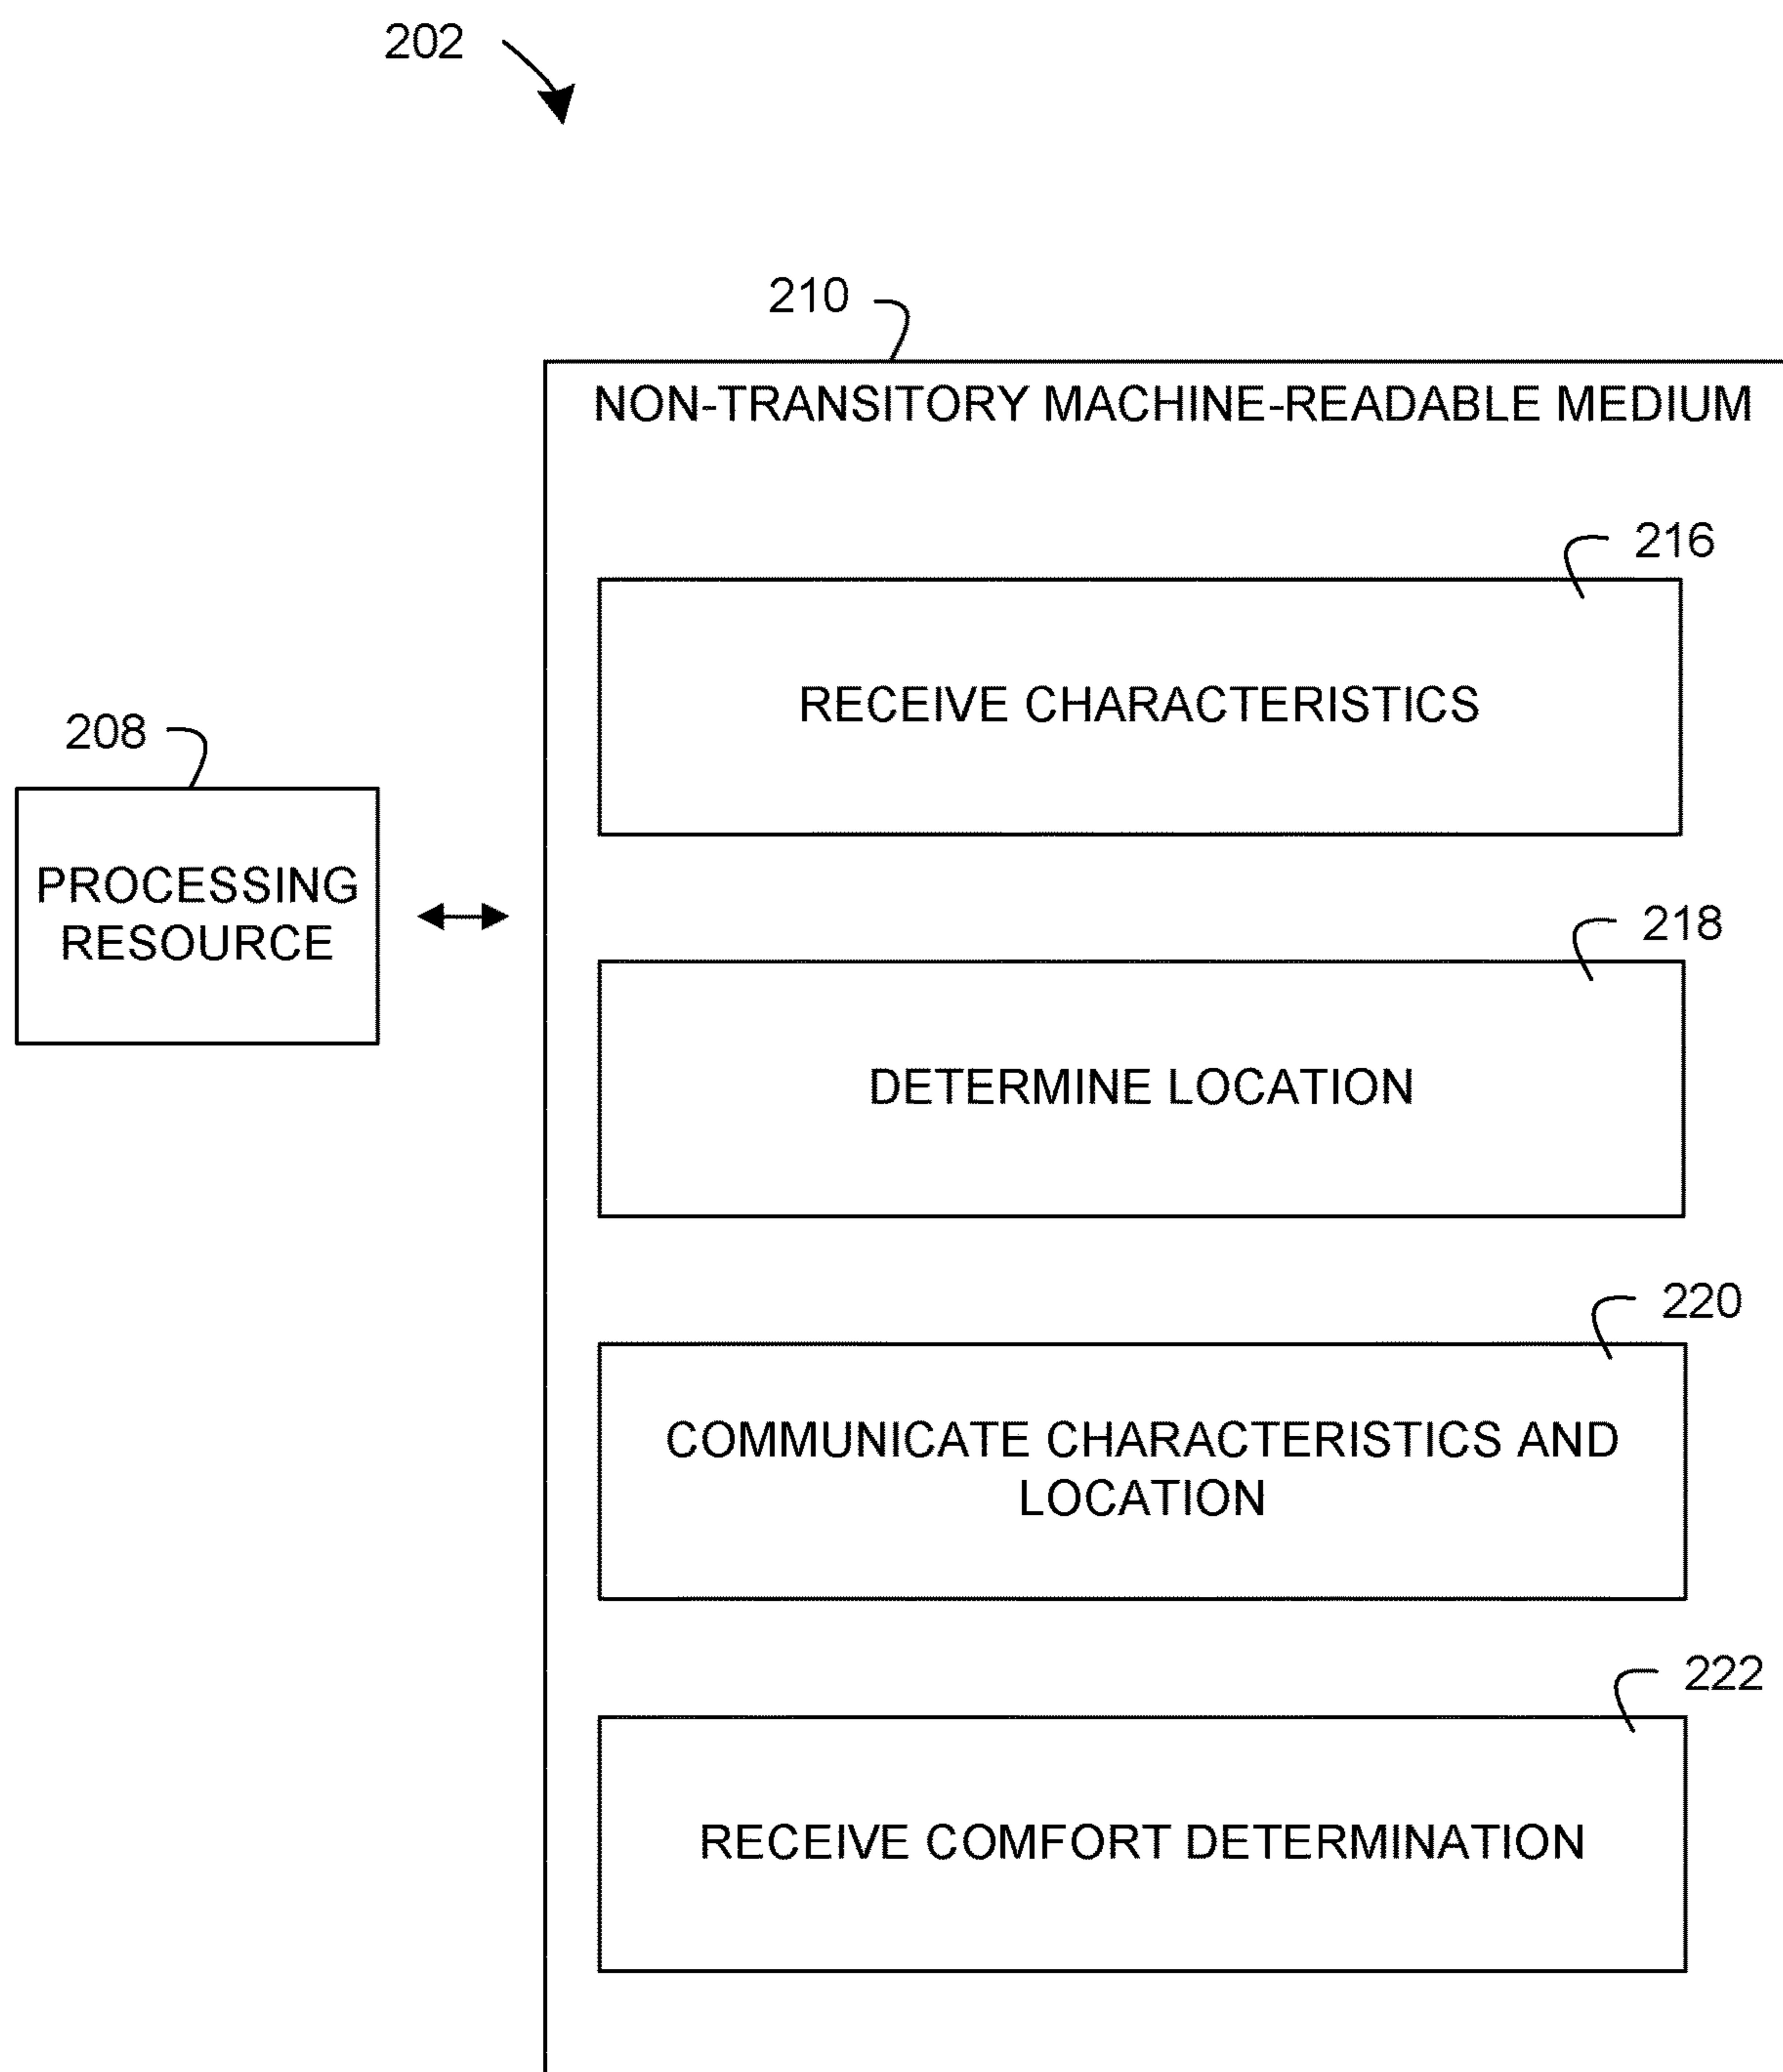 202
210
NON-TRANSITORY MACHINE-READABLE MEDIUM
216
RECEIVE CHARACTERISTICS
208
PROCESSING
RESOURCE
218
DETERMINE LOCATION
220
COMMUNICATE CHARACTERISTICS AND
LOCATION
222
RECEIVE COMFORT DETERMINATION